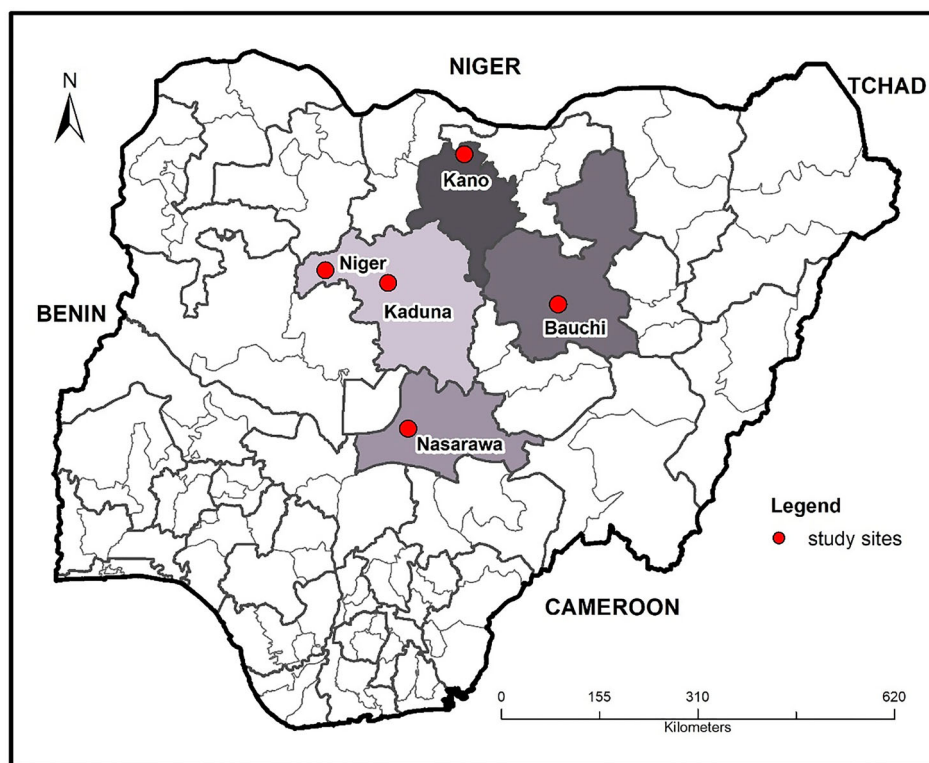 NIGER
TCHAD
N
Kano
Niger
Kaduna
BENIN
Bauchi
Nasarawa
Legend
study sites
CAMEROON
0 155 310 620
Kilometers